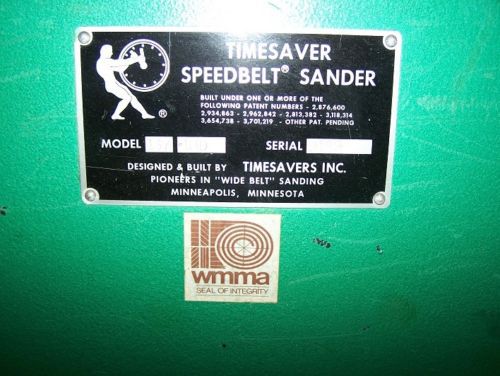 TIMESAVER
SPEEDBELT® SANDER
BUILT UNDER ONE OR MORE OF THE
FOLLOWING PATENT NUMBERS - 2,876,600
2,934,863 - 2,962,842 - 2,813,382 - 3,118,314
3,654,738 - 3,701,219 - OTHER PAT. PENDING
MODEL SERIAL
DESIGNED & BUILT BY TIMESAVERS INC.
PIONEERS IN "WIDE BELT" SANDING
MINNEAPOLIS, MINNESOTA
®
wmma
SEAL OF INTEGRITY